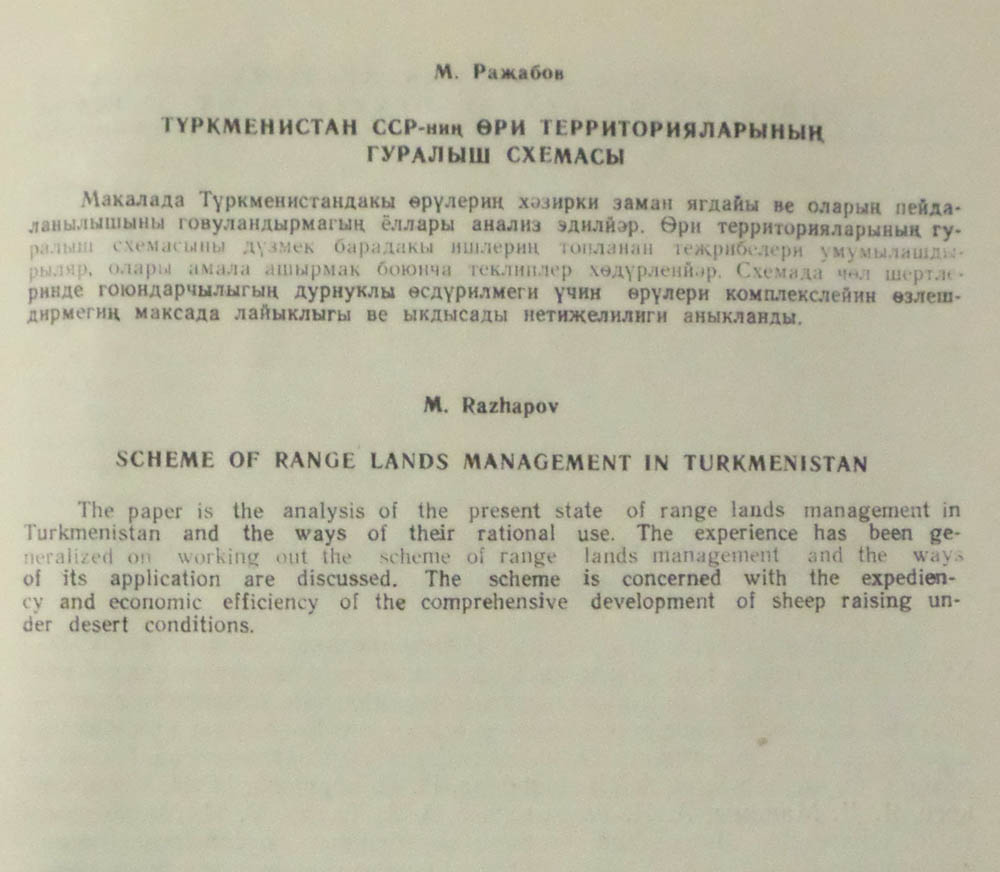 М. Ражабов
ТҮРКМЕНИСТАН ССР-ниң ӨРИ ТЕРРИТОРИЯЛАРЫНЫҢ
ГУРАЛЫШ СХЕМАСЫ
Макалада Түркменистандакы өрүлериң хәзирки заман ягдайы ве оларың пейда-
ланылышыны говуландырмагың ёллары анализ эдилйәр. Өри территорияларының гу-
ралыш схемасыны дүзмек барадакы ишлериң топланан тежрибелери умумылашды-
рыляр, олары амала ашырмак боюнча теклиплер хөдүрленйәр. Схемада чөл шертле-
ринде гоюндарчылыгың дурнуклы өсдүрилмеги үчин өрүлери комплекслейин өзлеш-
дирмегиң максада лайыклыгы ве ыкдысады нетижелилиги аныкланды.
M. Razhapov
SCHEME OF RANGE LANDS MANAGEMENT IN TURKMENISTAN
The paper is the analysis of the present state of range lands management in
Turkmenistan and the ways of their rational use. The experience has been ge-
neralized on working out the scheme of range lands management and the ways
of its application are discussed. The scheme is concerned with the expedien-
cy and economic efficiency of the comprehensive development of sheep raising un-
der desert conditions.